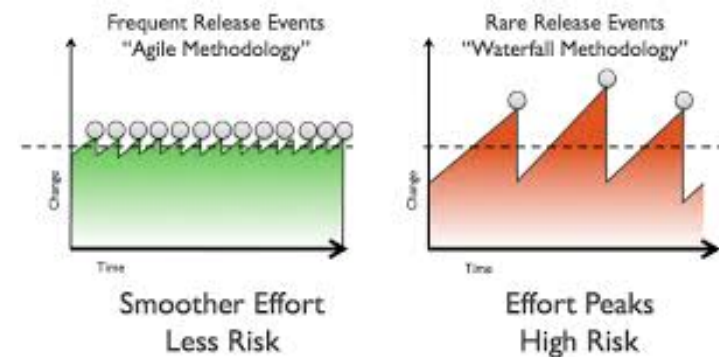 Frequent Release Events
“Agile Methodology”
Change
Time
Smoother Effort
Less Risk
Rare Release Events
“Waterfall Methodology”
Change
Time
Effort Peaks
High Risk